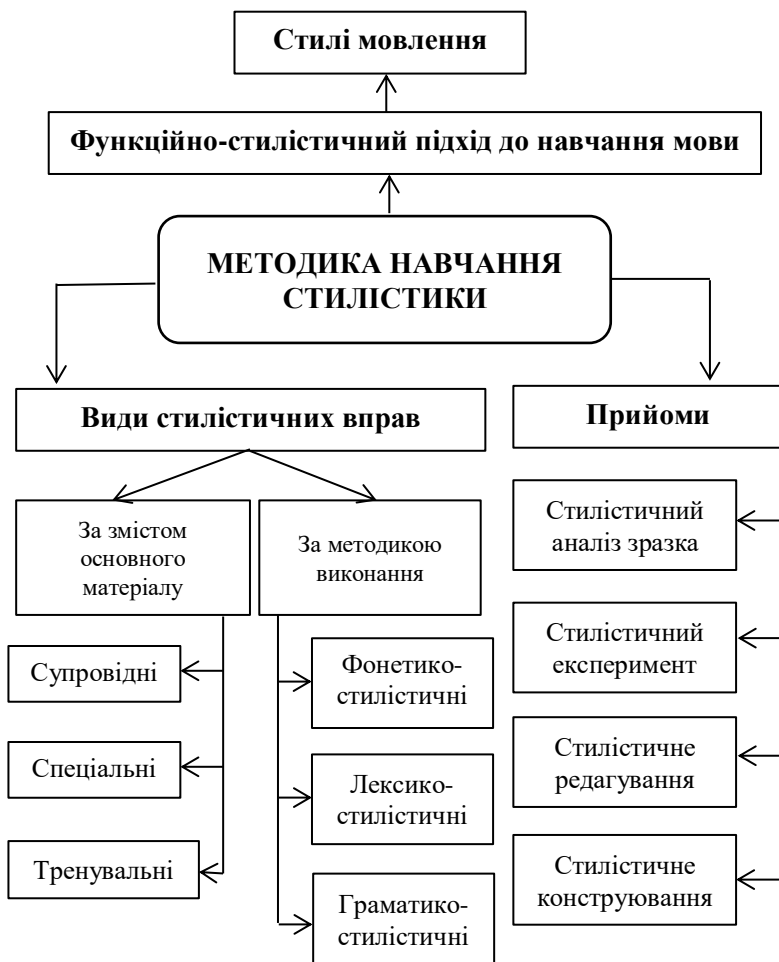 Стилі мовлення
Функційно-стилістичний підхід до навчання мови
МЕТОДИКА НАВЧАННЯ
СТИЛІСТИКИ
Види стилістичних вправ
Прийоми
За змістом
основного
матеріалу
За методикою
виконання
Супровідні
Спеціальні
Тренувальні
Фонетико-
стилістичні
Лексико-
стилістичні
Граматико-
стилістичні
Стилістичний
аналіз зразка
Стилістичний
експеримент
Стилістичне
редагування
Стилістичне
конструювання